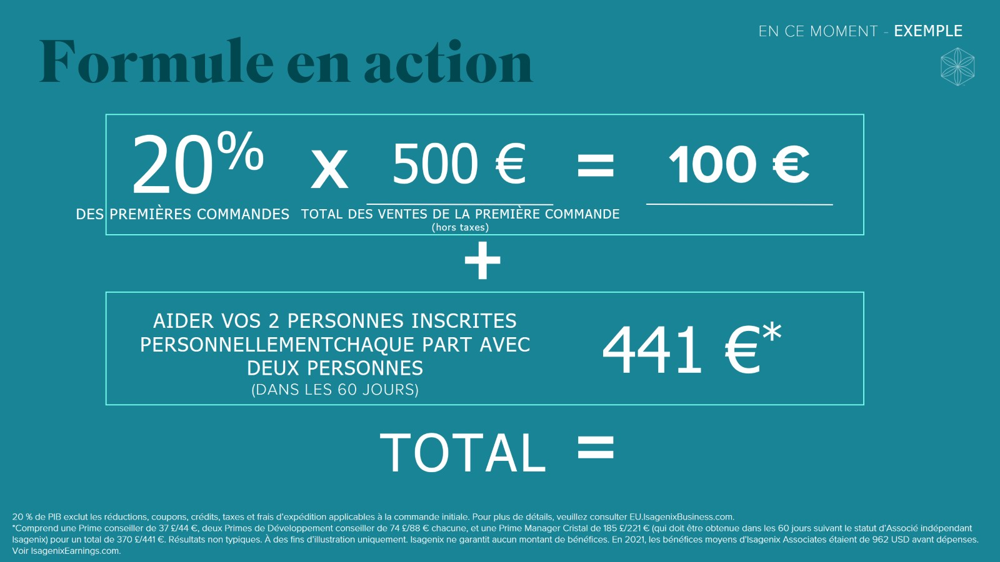 EN CE MOMENT - EXEMPLE
Formule en action
20% x 500 € = 100 €
DES PREMIÈRES COMMANDES TOTAL DES VENTES DE LA PREMIÈRE COMMANDE
(hors taxes)
+
AIDER VOS 2 PERSONNES INSCRITES
PERSONNELLEMENTCHAQUE PART AVEC
DEUX PERSONNES
(DANS LES 60 JOURS)
441 €*
TOTAL =
20 % de PIB exclut les réductions, coupons, crédits, taxes et frais d'expédition applicables à la commande initiale. Pour plus de détails, veuillez consulter EU.IsagenixBusiness.com.
*Comprend une Prime conseiller de 37 £/44 €, deux Primes de Développement conseiller de 74 £/88 € chacune, et une Prime Manager Cristal de 185 £/221 € (qui doit être obtenue dans les 60 jours suivant le statut d'Associé indépendant
Isagenix) pour un total de 370 £/441 €. Résultats non typiques. À des fins d'illustration uniquement. Isagenix ne garantit aucun montant de bénéfices. En 2021, les bénéfices moyens d'Isagenix Associates étaient de 962 USD avant dépenses.
Voir IsagenixEarnings.com.